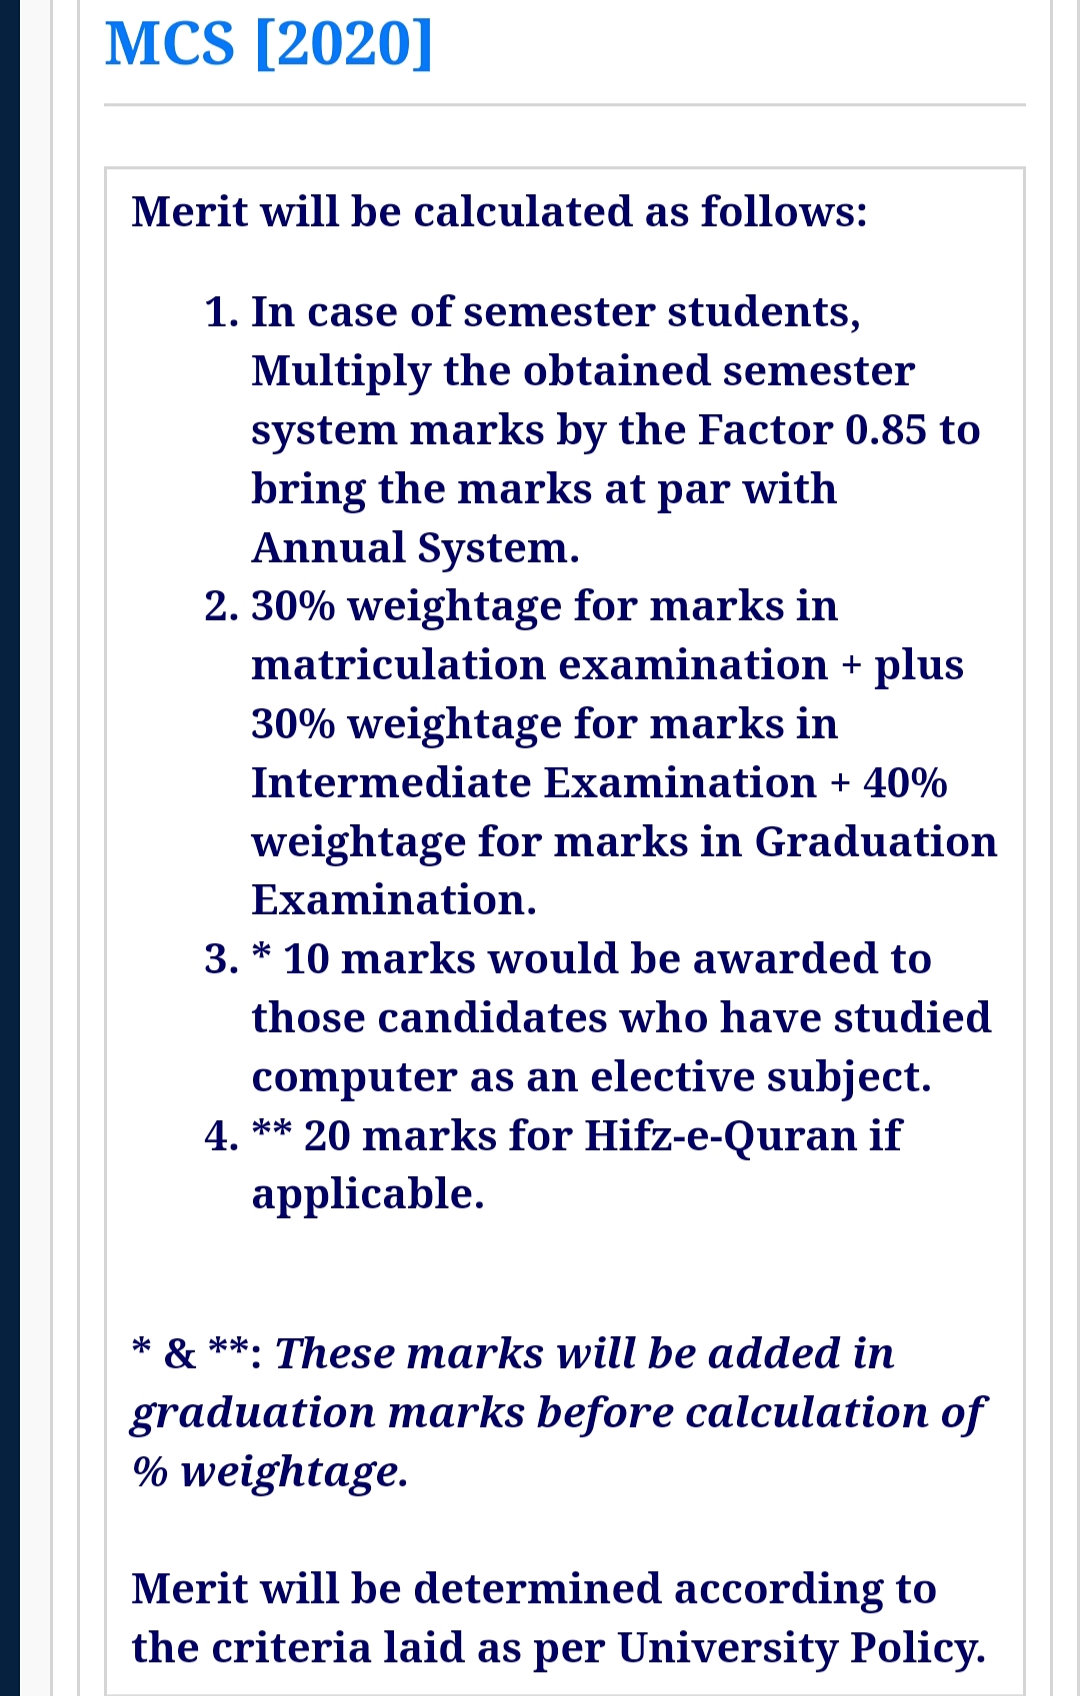 MCS [2020]
Merit will be calculated as follows:
1. In case of semester students,
Multiply the obtained semester
system marks by the Factor 0.85 to
bring the marks at par with
Annual System.
2. 30% weightage for marks in
matriculation examination + plus
30% weightage for marks in
Intermediate Examination + 40%
weightage for marks in Graduation
Examination.
3. * 10 marks would be awarded to
those candidates who have studied
computer as an elective subject.
4. ** 20 marks for Hifz-e-Quran if
applicable.
* & **: These marks will be added in
graduation marks before calculation of
% weightage.
Merit will be determined according to
the criteria laid as per University Policy.